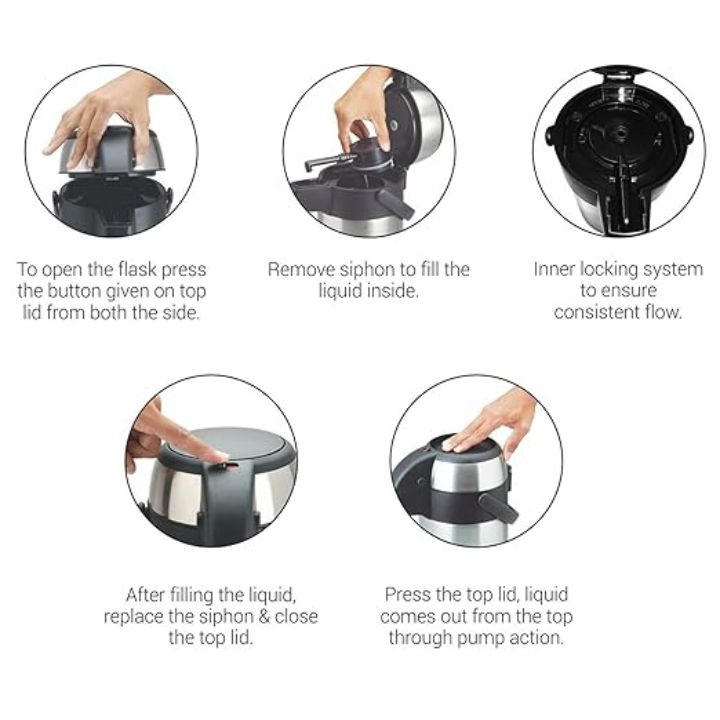 To open the flask press
the button given on top
lid from both the side.
Remove siphon to fill the
liquid inside.
Inner locking system
to ensure
consistent flow.
After filling the liquid,
replace the siphon & close
the top lid.
Press the top lid, liquid
comes out from the top
through pump action.